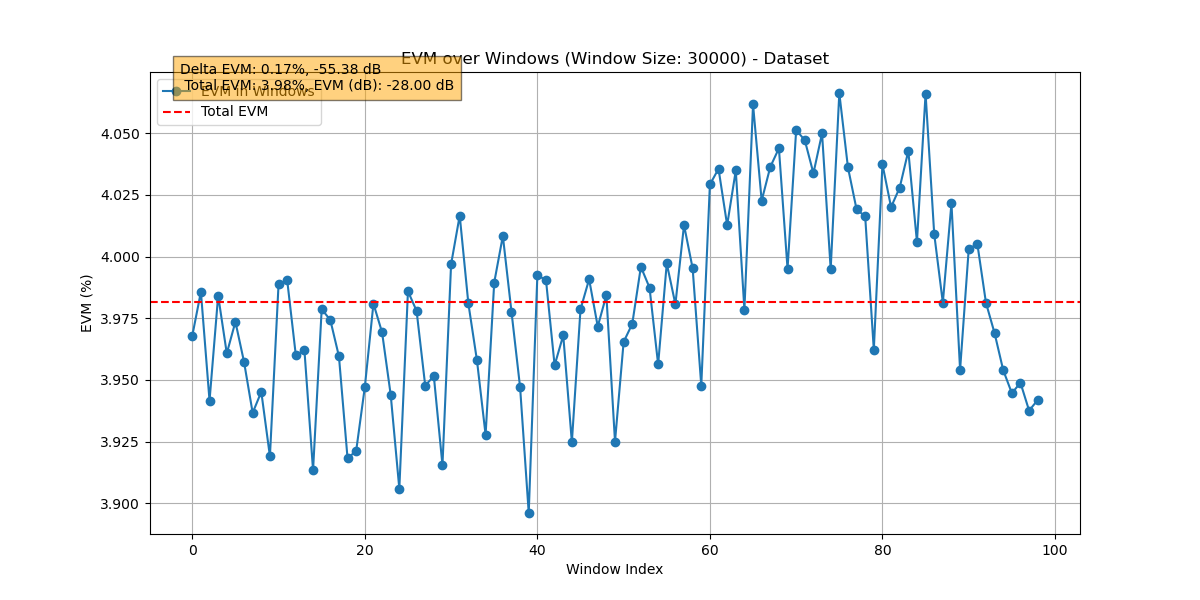 EVM over Windows (Window Size: 30000) - Dataset
Delta EVM: 0.17%, -55.38 dB
Total EVM: 3.98%, EVM (dB): -28.00 dB
EVM in Windows
Total EVM
4.050
4.025
4.000
3.975
3.950
3.925
3.900
EVM (%)
0 20 40 60 80 100
Window Index